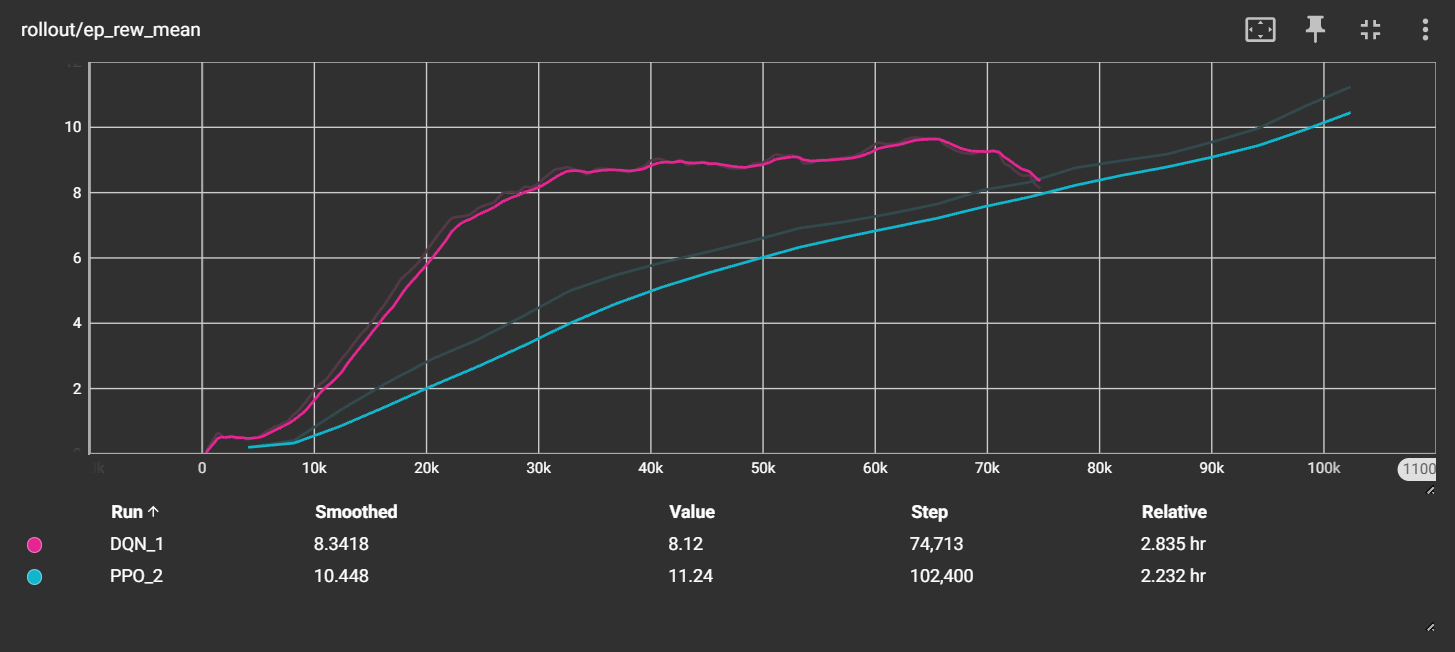 rollout/ep_rew_mean
10
8
6
4
2
0 10k 20k 30k 40k 50k 60k 70k 80k 90k 100k 1100
Run ↑ Smoothed Value Step Relative
DQN_1 8.3418 8.12 74,713 2.835 hr
PPO_2 10.448 11.24 102,400 2.232 hr